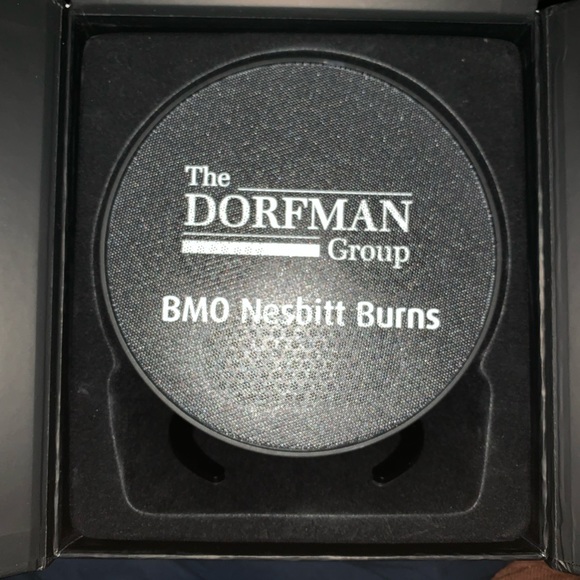 The
DORFMAN
Group
BMO Nesbitt Burns